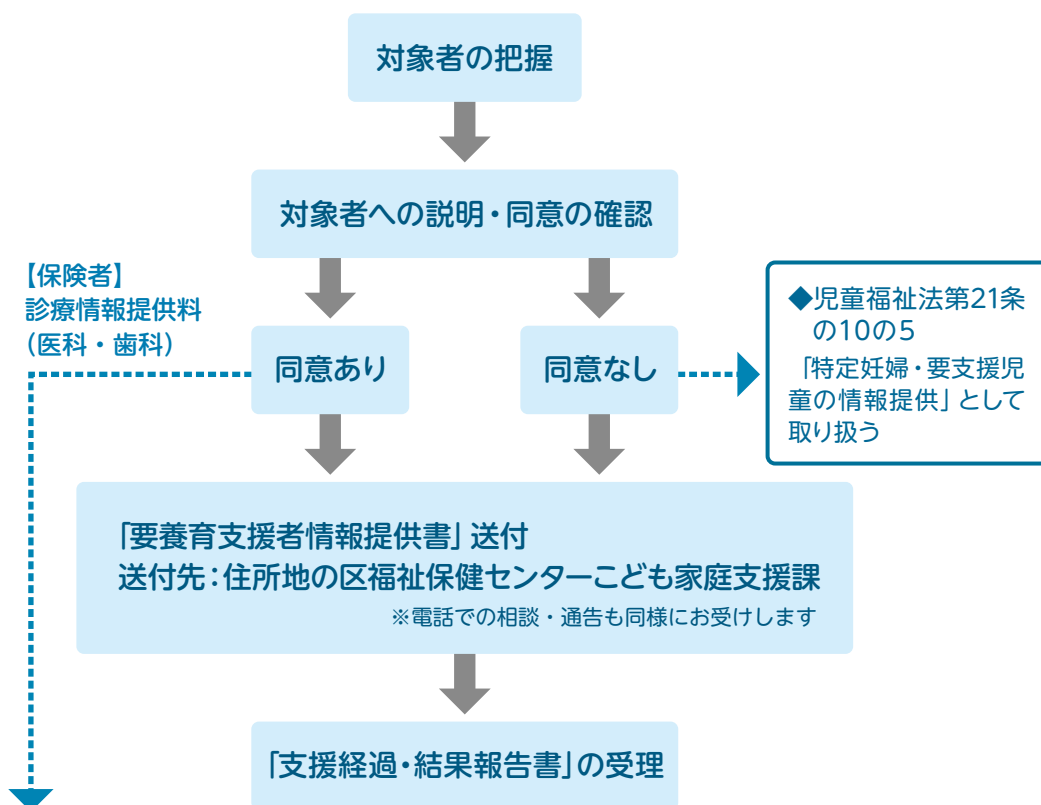 対象者の把握
対象者への説明・同意の確認
【保険者】
診療情報提供料
（医科・歯科）
同意あり
同意なし
◆児童福祉法第21条
の10の5
「特定妊婦・要支援児
童の情報提供」として
取り扱う
「要養育支援者情報提供書」送付
送付先：住所地の区福祉保健センターこども家庭支援課
※電話での相談・通告も同様にお受けします
「支援経過・結果報告書」の受理